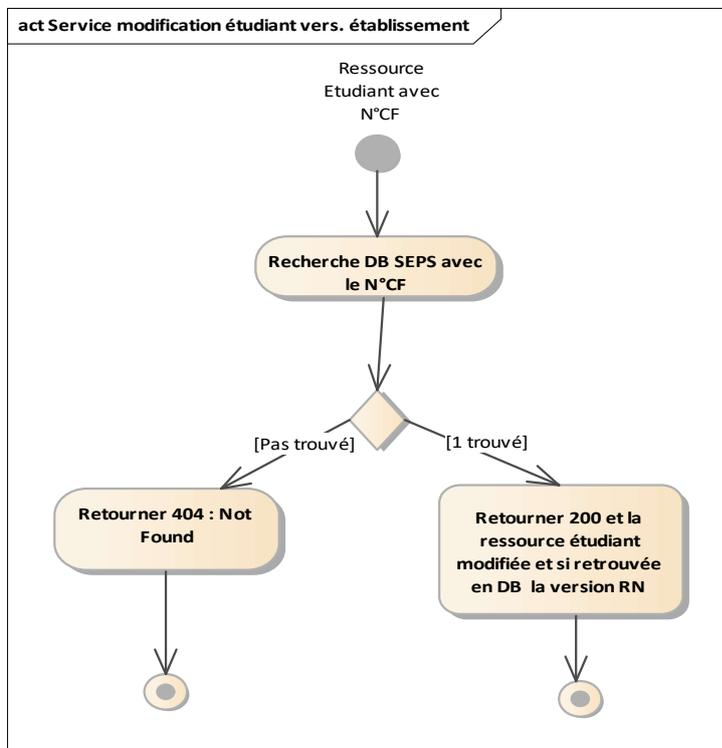 act Service modification étudiant vers. établissement
Ressource
Etudiant avec
N°CF
Recherche DB SEPS avec
le N°CF
[Pas trouvé]
[1 trouvé]
Retourner 404 : Not
Found
Retourner 200 et la
ressource étudiant
modifiée et si retrouvée
en DB la version RN